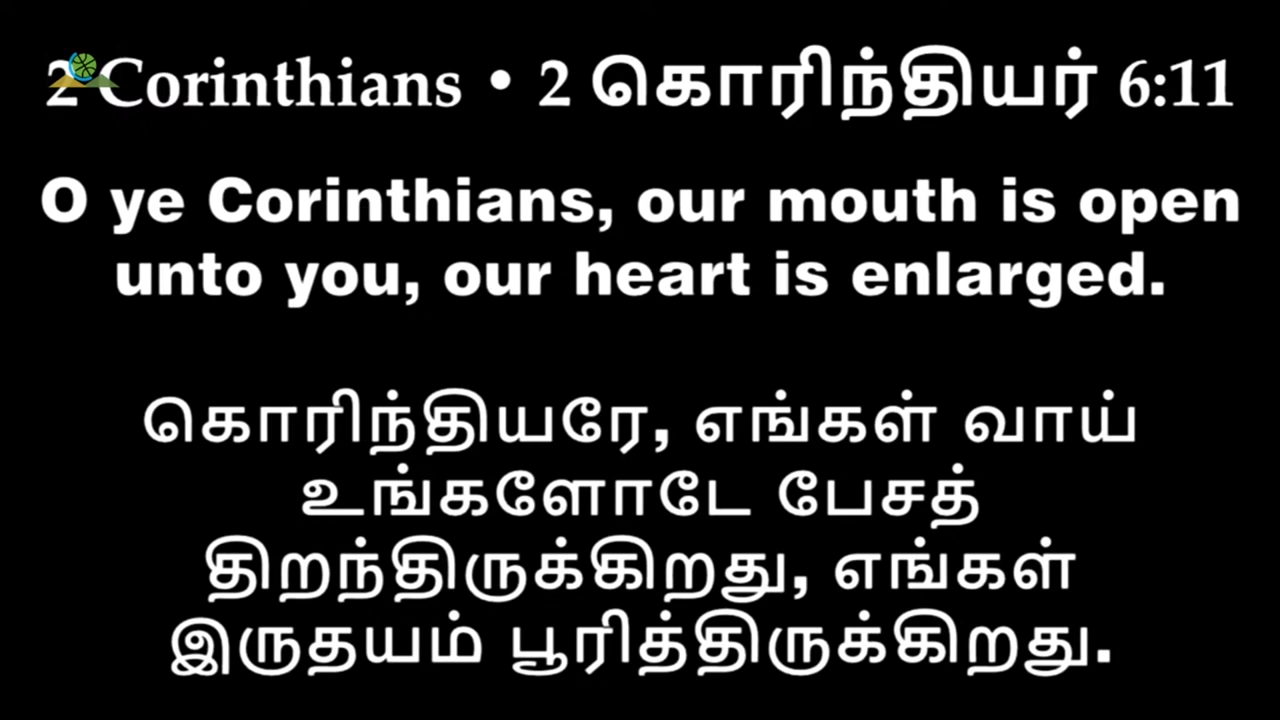 2 Corinthians • 2 கொரிந்தியர் 6:11
O ye Corinthians, our mouth is open
unto you, our heart is enlarged.
கொரிந்தியரே, எங்கள் வாய்
உங்களோடே பேசத்
திறந்திருக்கிறது, எங்கள்
இருதயம் பூரித்திருக்கிறது.